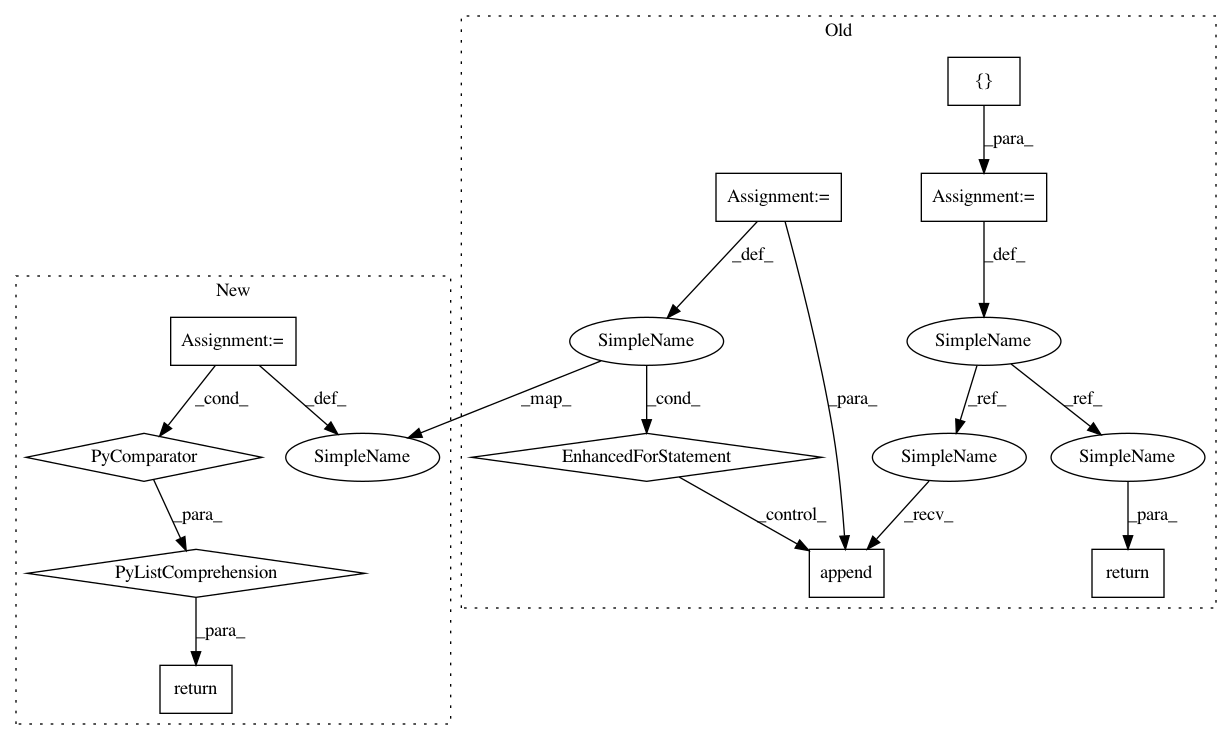 Old
{}
_para_
Assignment:=
Assignment:=
_def_
_def_
New
Assignment:=
SimpleName
SimpleName
_cond_
_def_
_map_
_cond_
_para_
_ref_
_ref_
PyComparator
SimpleName
EnhancedForStatement
SimpleName
SimpleName
_para_
_control_
_recv_
_para_
PyListComprehension
append
return
_para_
return